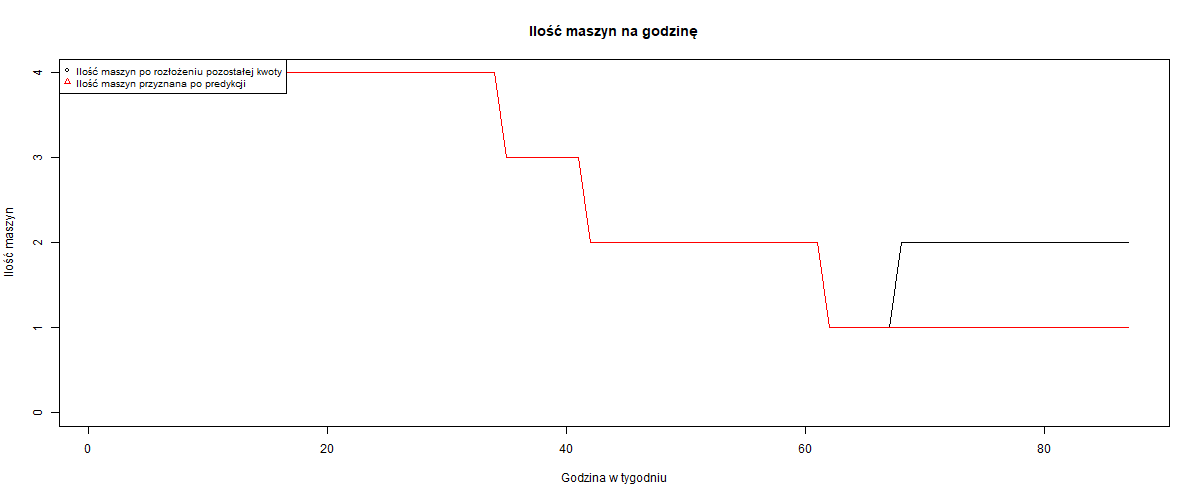 Ilość maszyn na godzinę
Ilość maszyn po rozłożeniu pozostałej kwoty
Ilość maszyn przyznana po predykcji
Ilość maszyn
4
3
2
1
0
0 20 40 60 80
Godzina w tygodniu